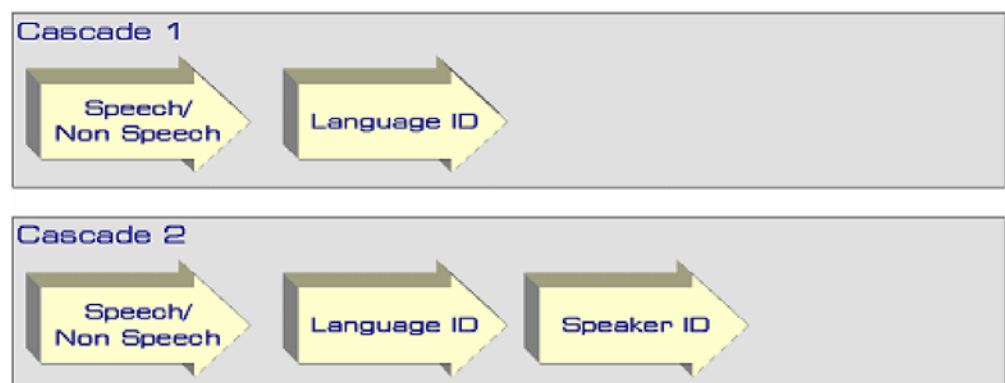 Cascade 1
Speech/
Non Speech
Language ID
Cascade 2
Speech/
Non Speech
Language ID
Speaker ID